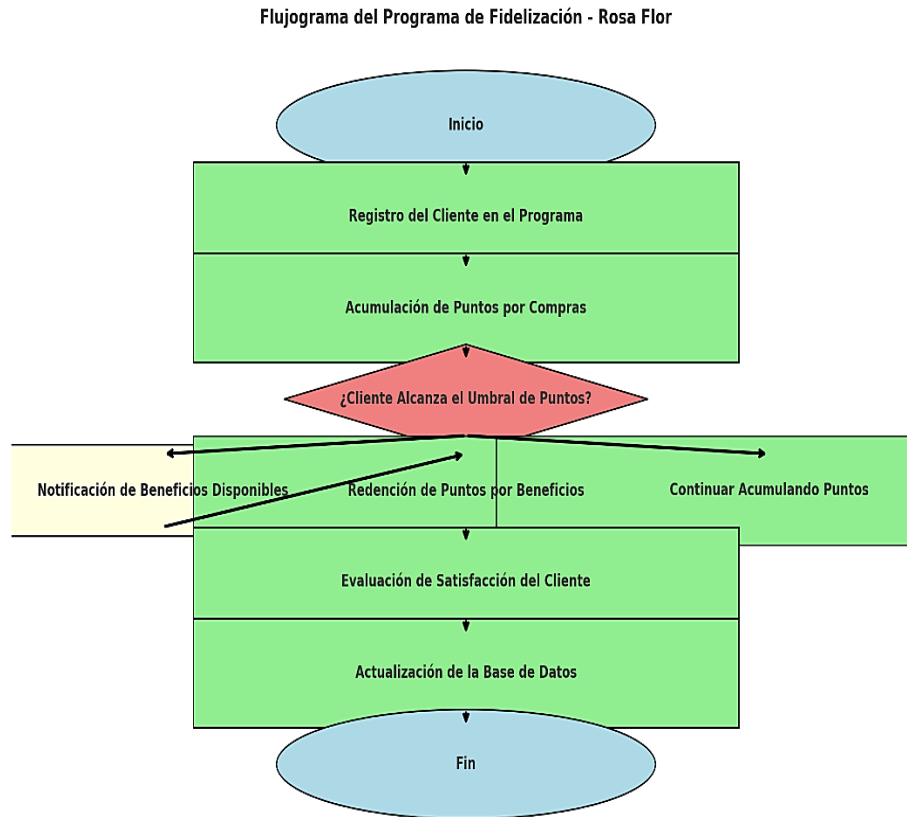 Flujograma del Programa de Fidelización - Rosa Flor
Inicio
Registro del Cliente en el Programa
Acumulación de Puntos por Compras
¿Cliente Alcanza el Umbral de Puntos?
Notificación de Beneficios Disponibles
Redención de Puntos por Beneficios
Continuar Acumulando Puntos
Evaluación de Satisfacción del Cliente
Actualización de la Base de Datos
Fin